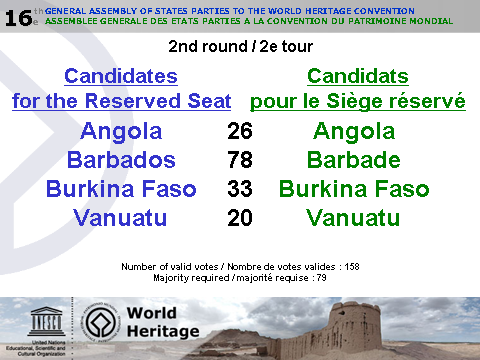 16th GENERAL ASSEMBLY OF STATES PARTIES TO THE WORLD HERITAGE CONVENTION
e ASSEMBLEE GENERALE DES ETATS PARTIES A LA CONVENTION DU PATRIMOINE MONDIAL
2nd round / 2e tour
Candidates Candidats
for the Reserved Seat pour le Siège réservé
Angola 26 Angola
Barbados 78 Barbade
Burkina Faso 33 Burkina Faso
Vanuatu 20 Vanuatu
Number of valid votes / Nombre de votes valides : 158
Majority required / majorité requise : 79
UNESCO
United Nations
Educational, Scientific and
Cultural Organization
World
Heritage